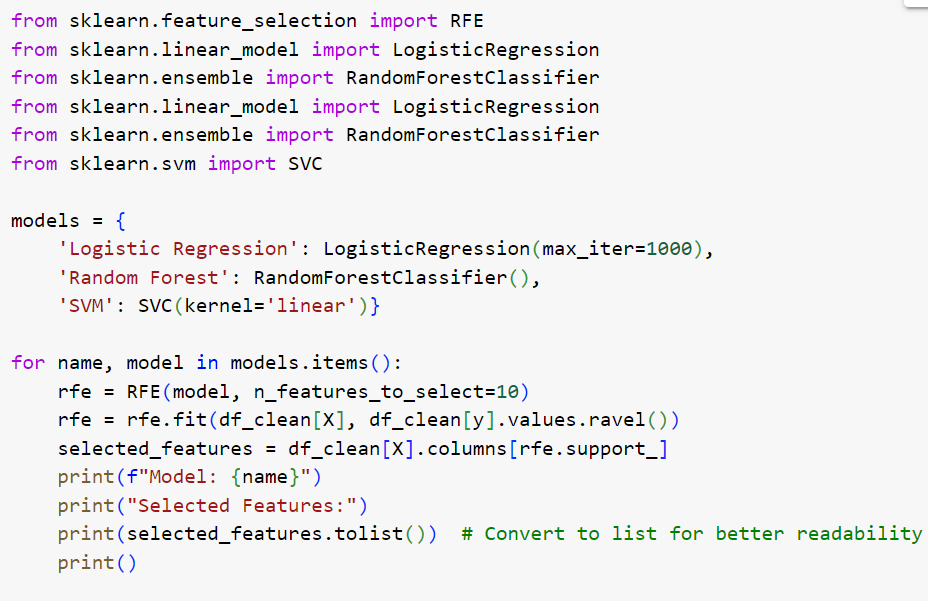 from sklearn.feature_selection import RFE
from sklearn.linear_model import LogisticRegression
from sklearn.ensemble import RandomForestClassifier
from sklearn.linear_model import LogisticRegression
from sklearn.ensemble import RandomForestClassifier
from sklearn.svm import SVC

models = {
    'Logistic Regression': LogisticRegression(max_iter=1000),
    'Random Forest': RandomForestClassifier(),
    'SVM': SVC(kernel='linear')}

for name, model in models.items():
    rfe = RFE(model, n_features_to_select=10)
    rfe = rfe.fit(df_clean[X], df_clean[y].values.ravel())
    selected_features = df_clean[X].columns[rfe.support_]
    print(f"Model: {name}")
    print("Selected Features:")
    print(selected_features.tolist())  # Convert to list for better readability
    print()